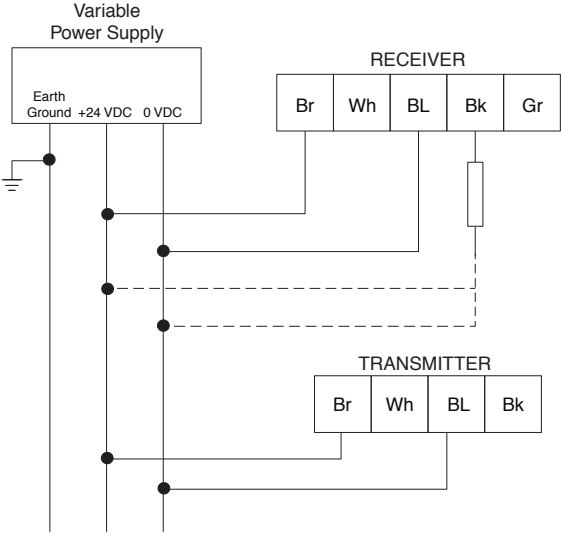 Variable
Power Supply
Earth
Ground +24 VDC 0 VDC
RECEIVER
Br Wh BL Bk Gr
TRANSMITTER
Br Wh BL Bk